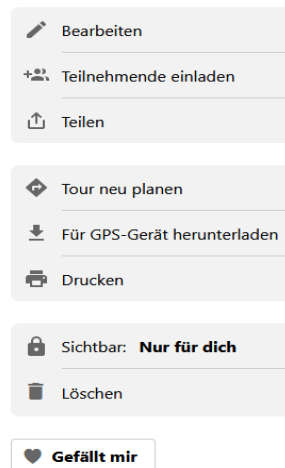 Bearbeiten
Teilnehmende einladen
Teilen
Tour neu planen
Für GPS-Gerät herunterladen
Drucken
Sichtbar: Nur für dich
Löschen
Gefällt mir